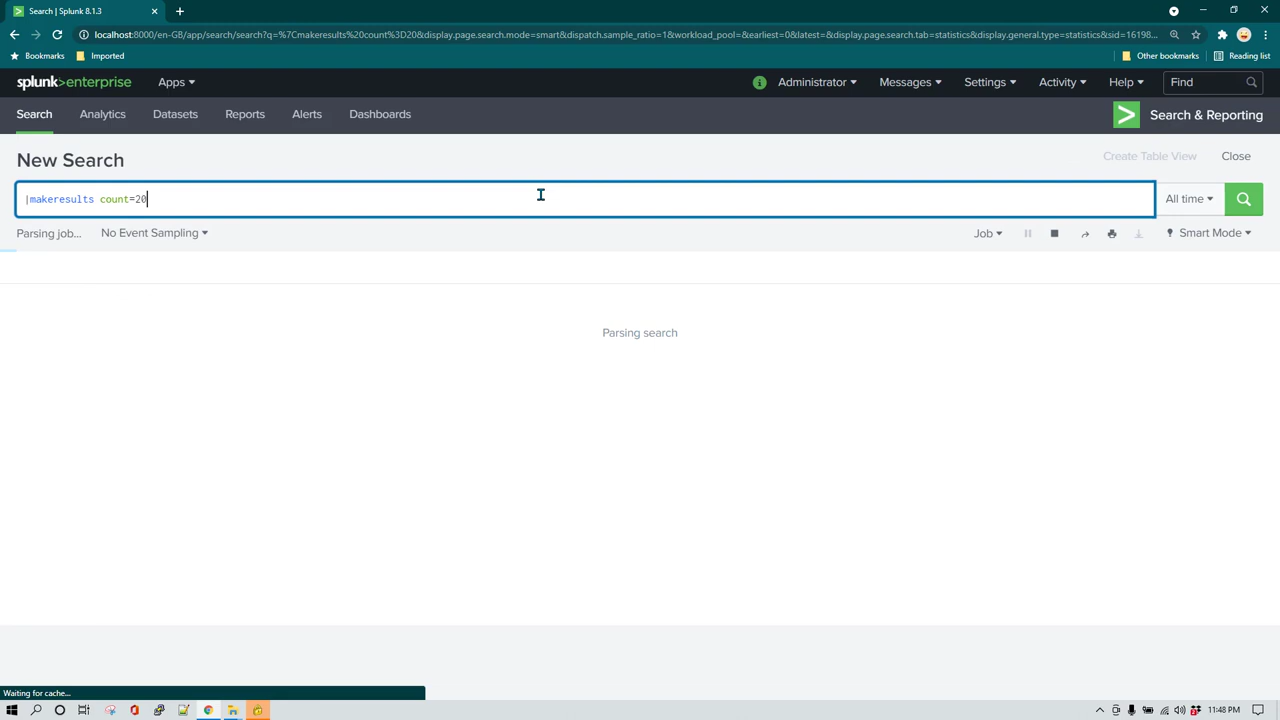 Search | Splunk 8.1.3
localhost:8000/en-GB/app/search/search?q=%7Cmakeresults%20count%3D20&display.page.search.mode=smart&dispatch.sample_ratio=1&workload_pool=&earliest=0&latest=&display.page.search.tab=statistics&display.general.type=statistics&sid=16198...
Bookmarks Imported Other bookmarks Reading list
splunk>enterprise Apps Administrator Messages Settings Activity Help Find
Search Analytics Datasets Reports Alerts Dashboards Search & Reporting
New Search Create Table View Close
|makeresults count=20 All time
Parsing job... No Event Sampling Job Smart Mode
Parsing search
Waiting for cache...
11:48 PM